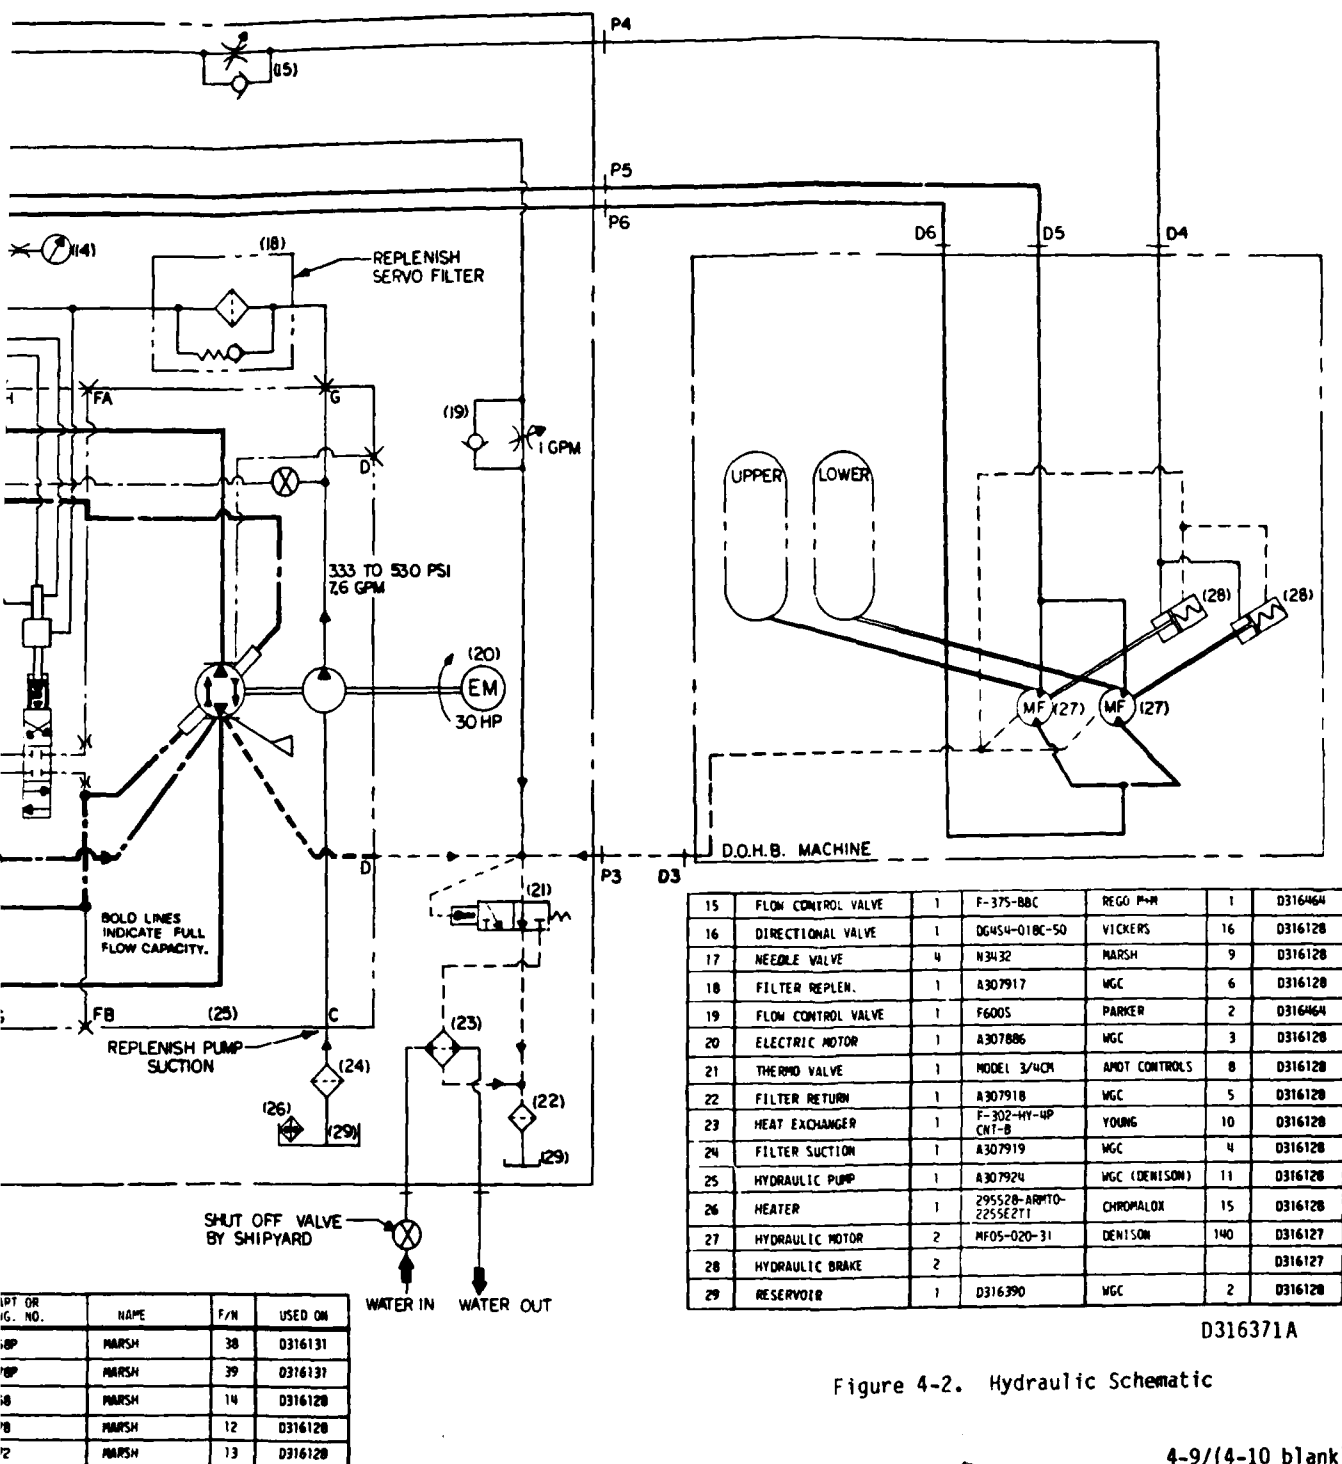 P4
(15)
P5
P6
(14)
(18)
REPLENISH
SERVO FILTER
D6
D5
D4
FA
G
(19)
1 GPM
D
UPPER
LOWER
333 TO 530 PSI
7.6 GPM
(28)
(28)
(20)
EM
30 HP
MF
(27)
MF
(27)
D.O.H.B. MACHINE
D
P3
D3
(21)
BOLD LINES
INDICATE FULL
FLOW CAPACITY.
FB
(25)
C
(23)
REPLENISH PUMP
SUCTION
(24)
(22)
(26)
(29)
(29)
SHUT OFF VALVE
BY SHIPYARD
WATER IN
WATER OUT
15 FLOW CONTROL VALVE 1 F-375-88C REGO M+M 1 D316464
16 DIRECTIONAL VALVE 1 DG4S4-018C-50 VICKERS 16 D316128
17 NEEDLE VALVE 4 N3432 MARSH 9 D316128
18 FILTER REPLEN. 1 A307917 WGC 6 D316128
19 FLOW CONTROL VALVE 1 F600S PARKER 2 D316464
20 ELECTRIC MOTOR 1 A307886 WGC 3 D316128
21 THERMO VALVE 1 MODEL 3/4CM AMOT CONTROLS 8 D316128
22 FILTER RETURN 1 A307918 WGC 5 D316128
23 HEAT EXCHANGER 1 F-302-HY-4P CNT-B YOUNG 10 D316128
24 FILTER SUCTION 1 A307919 WGC 4 D316128
25 HYDRAULIC PUMP 1 A307924 WGC (DENISON) 11 D316128
26 HEATER 1 295528-ARMTO-2255E2T1 CHROMALOX 15 D316128
27 HYDRAULIC MOTOR 2 MF05-020-31 DENISON 140 D316127
28 HYDRAULIC BRAKE 2 D316127
29 RESERVOIR 1 D316390 WGC 2 D316128
D316371A
NAME F/N USED ON
MARSH 38 D316131
MARSH 39 D316131
MARSH 14 D316128
MARSH 12 D316128
MARSH 13 D316128
Figure 4-2. Hydraulic Schematic
4-9/(4-10 blank